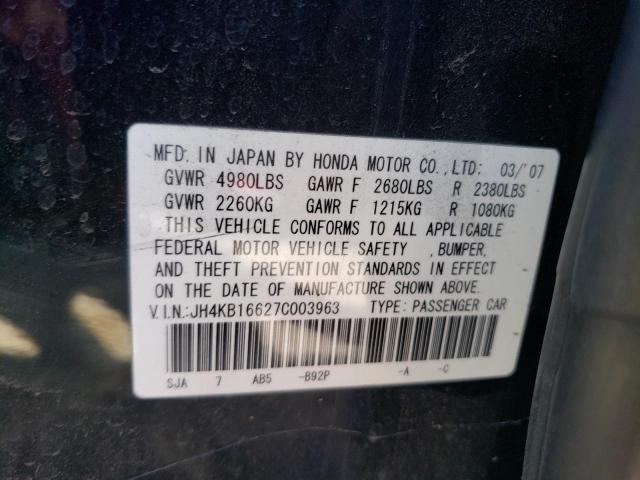 MFD. IN JAPAN BY HONDA MOTOR CO.,LTD: 03/'07
GVWR 4980LBS GAWR F 2680LBS R 2380LBS
GVWR 2260KG GAWR F 1215KG R 1080KG
THIS VEHICLE CONFORMS TO ALL APPLICABLE
FEDERAL MOTOR VEHICLE SAFETY , BUMPER,
AND THEFT PREVENTION STANDARDS IN EFFECT
ON THE DATE OF MANUFACTURE SHOWN ABOVE.
V.I.N.:JH4KB16627C003963 TYPE: PASSENGER CAR
SJA 7 AB5 -B92P -A -C